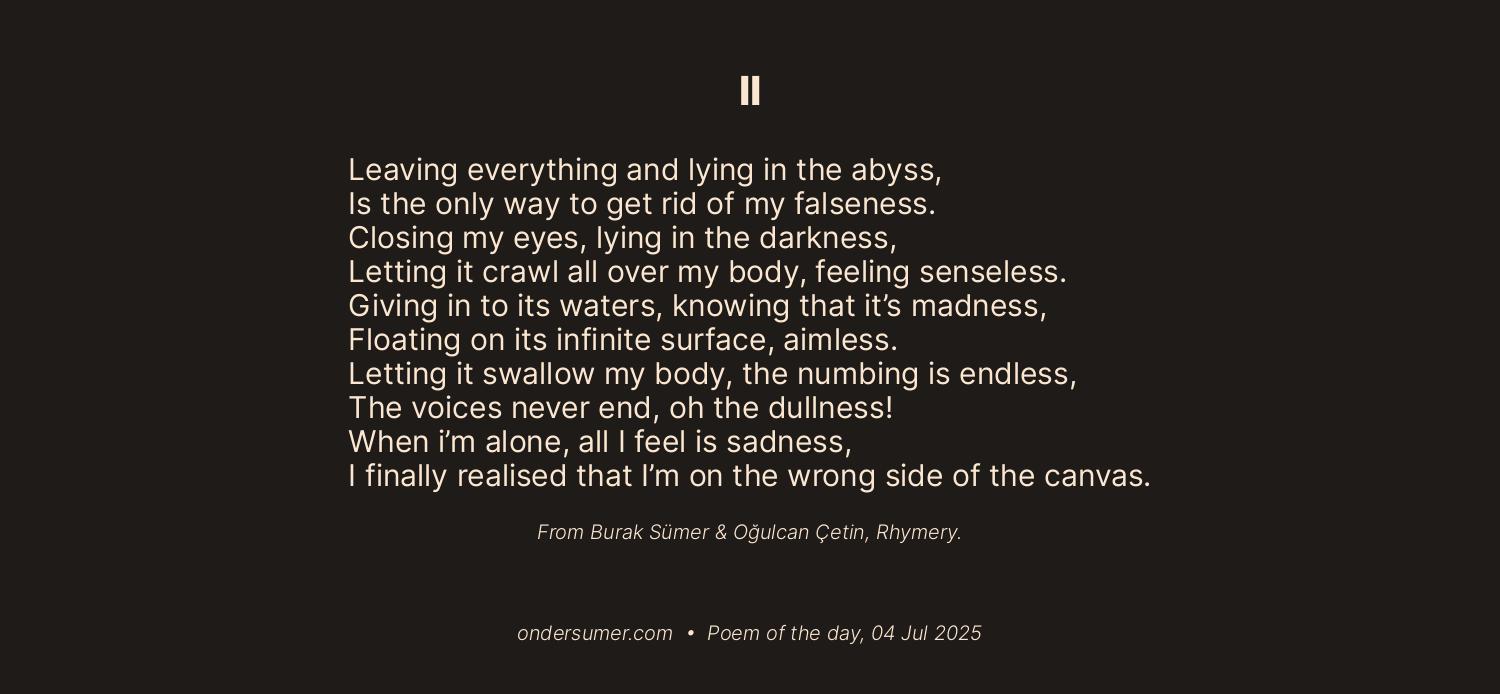 II
Leaving everything and lying in the abyss,
Is the only way to get rid of my falseness.
Closing my eyes, lying in the darkness,
Letting it crawl all over my body, feeling senseless.
Giving in to its waters, knowing that it’s madness,
Floating on its infinite surface, aimless.
Letting it swallow my body, the numbing is endless,
The voices never end, oh the dullness!
When i’m alone, all I feel is sadness,
I finally realised that I’m on the wrong side of the canvas.
From Burak Sümer & Oğulcan Çetin, Rhymery.
ondersumer.com • Poem of the day, 04 Jul 2025